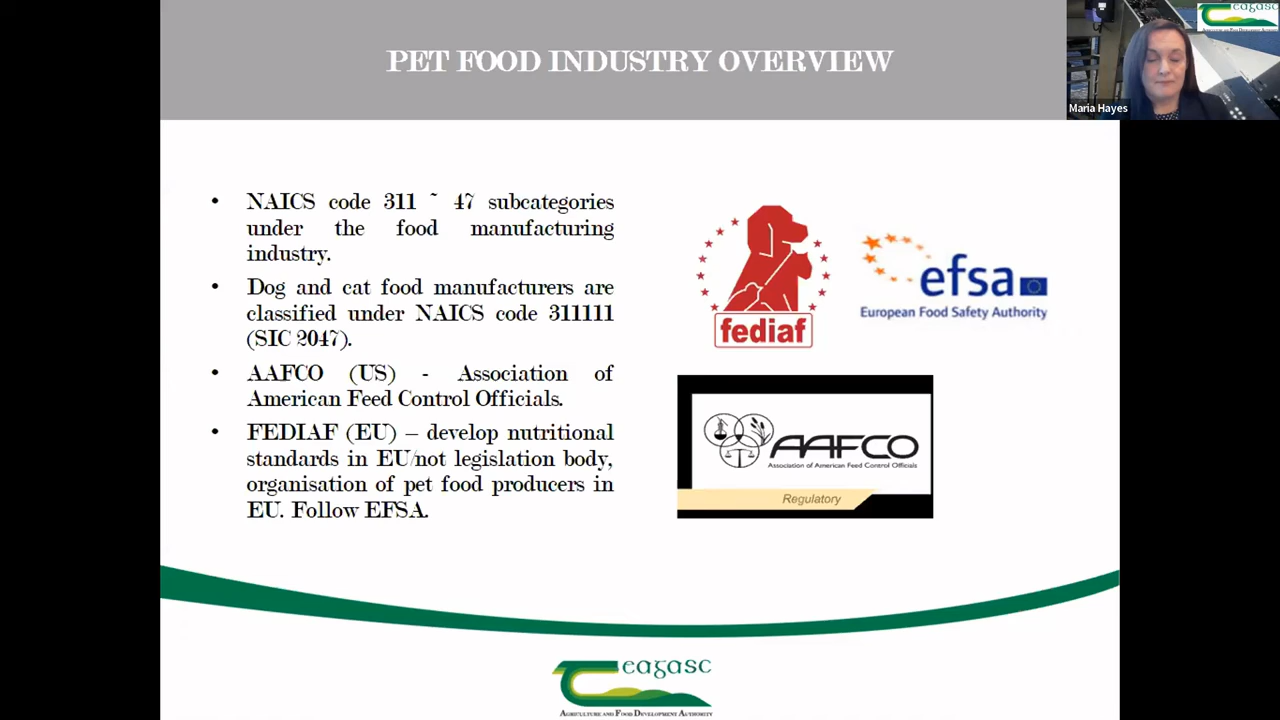 PET FOOD INDUSTRY OVERVIEW
eagasc
Maria Hayes
• NAICS code 311 ~ 47 subcategories
under the food manufacturing
industry.
• Dog and cat food manufacturers are
classified under NAICS code 311111
(SIC 2047).
• AAFCO (US) - Association of
American Feed Control Officials.
• FEDIAF (EU) – develop nutritional
standards in EU/not legislation body,
organisation of pet food producers in
EU. Follow EFSA.
fediaf
efsa
European Food Safety Authority
AAFCO
Association of American Feed Control Officials
Regulatory
eagasc
AGRICULTURE AND FOOD DEVELOPMENT AUTHORITY